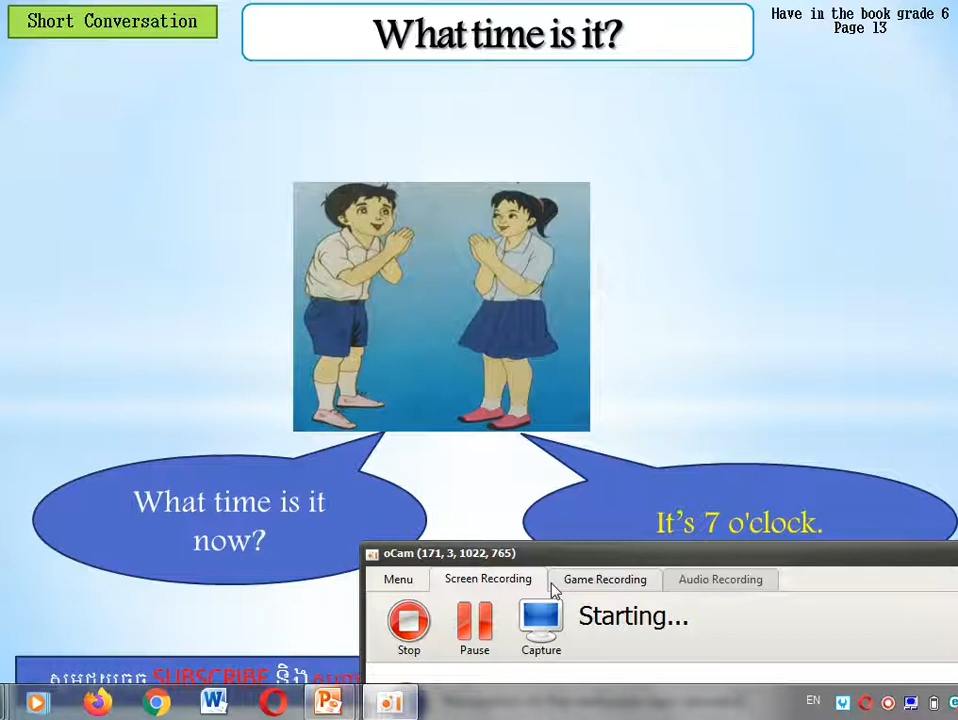 Short Conversation
What time is it?
Have in the book grade 6
Page 13
What time is it
now?
It’s 7 o'clock.
oCam (171, 3, 1022, 765)
Menu
Screen Recording
Game Recording
Audio Recording
Starting...
Stop
Pause
Capture
SUBSCRIBE និង
EN